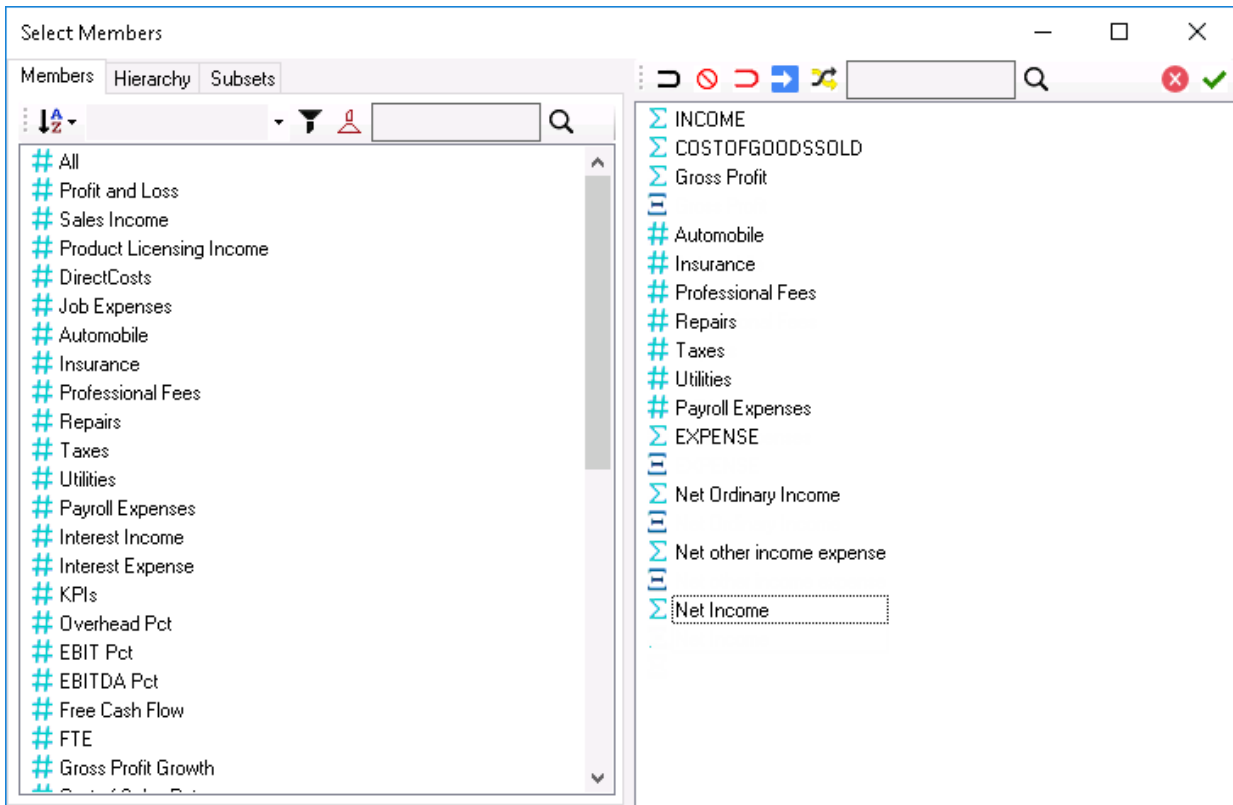 Select Members
Members Hierarchy Subsets
All
Profit and Loss
Sales Income
Product Licensing Income
DirectCosts
Job Expenses
Automobile
Insurance
Professional Fees
Repairs
Taxes
Utilities
Payroll Expenses
Interest Income
Interest Expense
KPIs
Overhead Pct
EBIT Pct
EBITDA Pct
Free Cash Flow
FTE
Gross Profit Growth
INCOME
COSTOFGOODSSOLD
Gross Profit
Automobile
Insurance
Professional Fees
Repairs
Taxes
Utilities
Payroll Expenses
EXPENSE
Net Ordinary Income
Net other income expense
Net Income